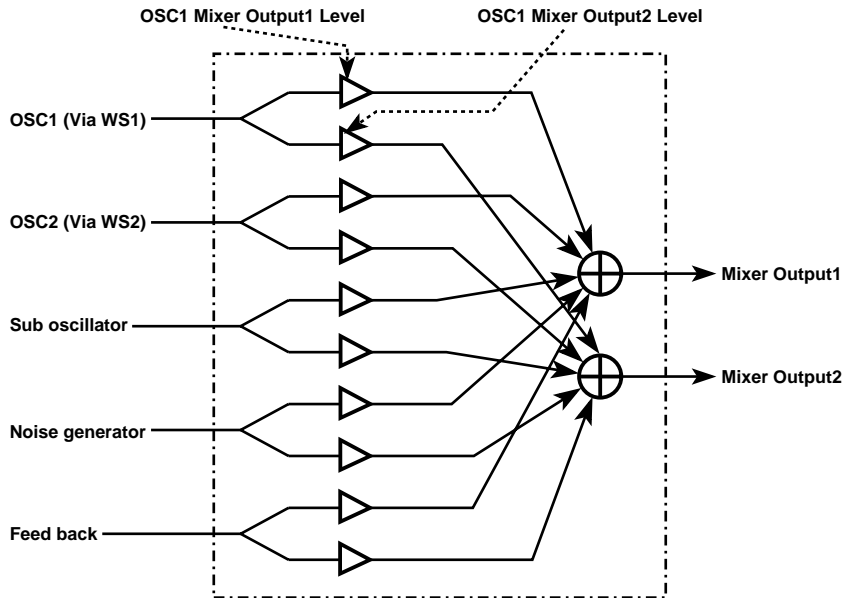 OSC1 Mixer Output1 Level
OSC1 Mixer Output2 Level
OSC1 (Via WS1)
OSC2 (Via WS2)
Mixer Output1
Sub oscillator
Mixer Output2
Noise generator
Feed back